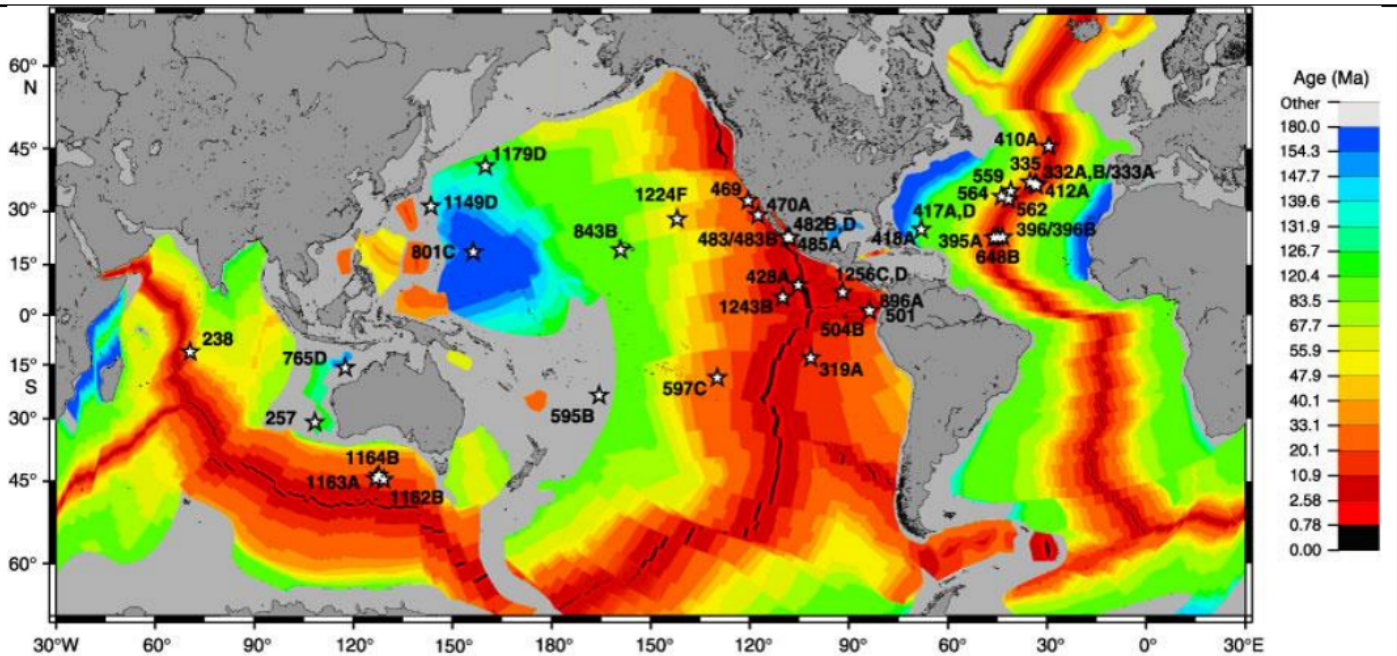 60°
N
45°
30°
15°
0°
15°
S
30°
45°
60°
30°W
60°
90°
120°
150°
180°
150°
120°
90°
60°
30°
0°
30°E
1179D
1149D
801C
843B
1224F
469
470A
482B,D
483/483B
485A
428A
1256C,D
1243B
896A
501
504B
319A
597C
595B
238
765D
257
1164B
1163A
1162B
410A
335
332A,B/333A
559
412A
564
562
417A,D
418A
396/396B
395A
648B
Age (Ma)
Other
180.0
154.3
147.7
139.6
131.9
126.7
120.4
83.5
67.7
55.9
47.9
40.1
33.1
20.1
10.9
2.58
0.78
0.00